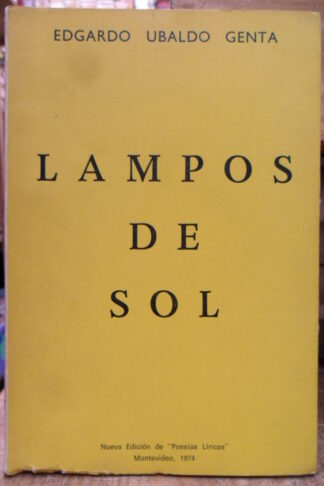 EDGARDO UBALDO GENTA
LAMPOS
DE
SOL
Nueva Edición de "Poesías Líricas"
Montevideo, 1974